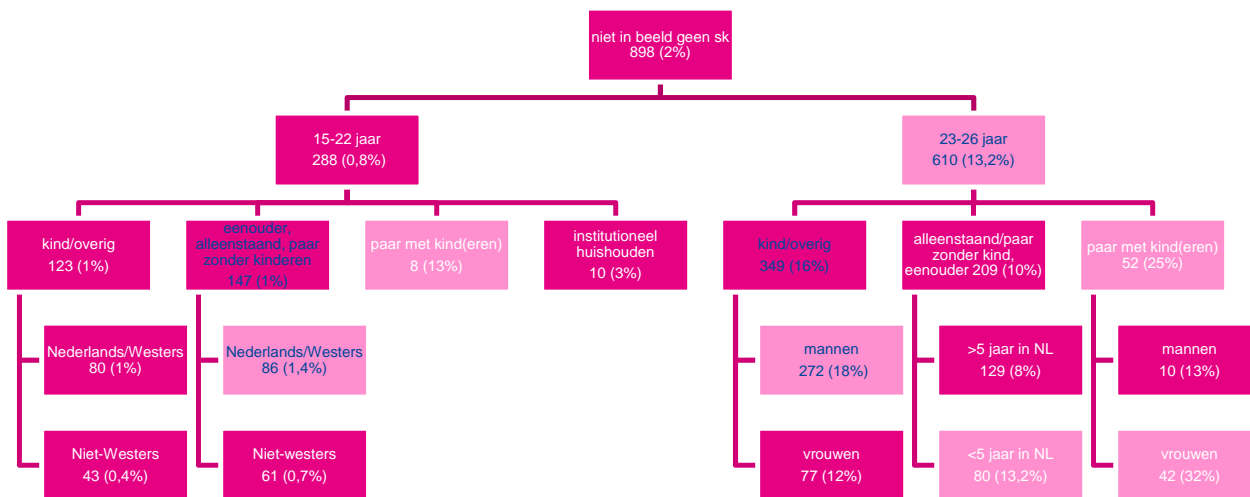 niet in beeld geen sk
898 (2%)
15-22 jaar
288 (0,8%)
23-26 jaar
610 (13,2%)
kind/overig
123 (1%)
eenouder,
alleenstaand, paar
zonder kinderen
147 (1%)
paar met kind(eren)
8 (13%)
institutioneel
huishouden
10 (3%)
kind/overig
349 (16%)
alleenstaand/paar
zonder kind,
eenouder 209 (10%)
paar met kind(eren)
52 (25%)
Nederlands/Westers
80 (1%)
Nederlands/Westers
86 (1,4%)
mannen
272 (18%)
>5 jaar in NL
129 (8%)
mannen
10 (13%)
Niet-Westers
43 (0,4%)
Niet-westers
61 (0,7%)
vrouwen
77 (12%)
<5 jaar in NL
80 (13,2%)
vrouwen
42 (32%)